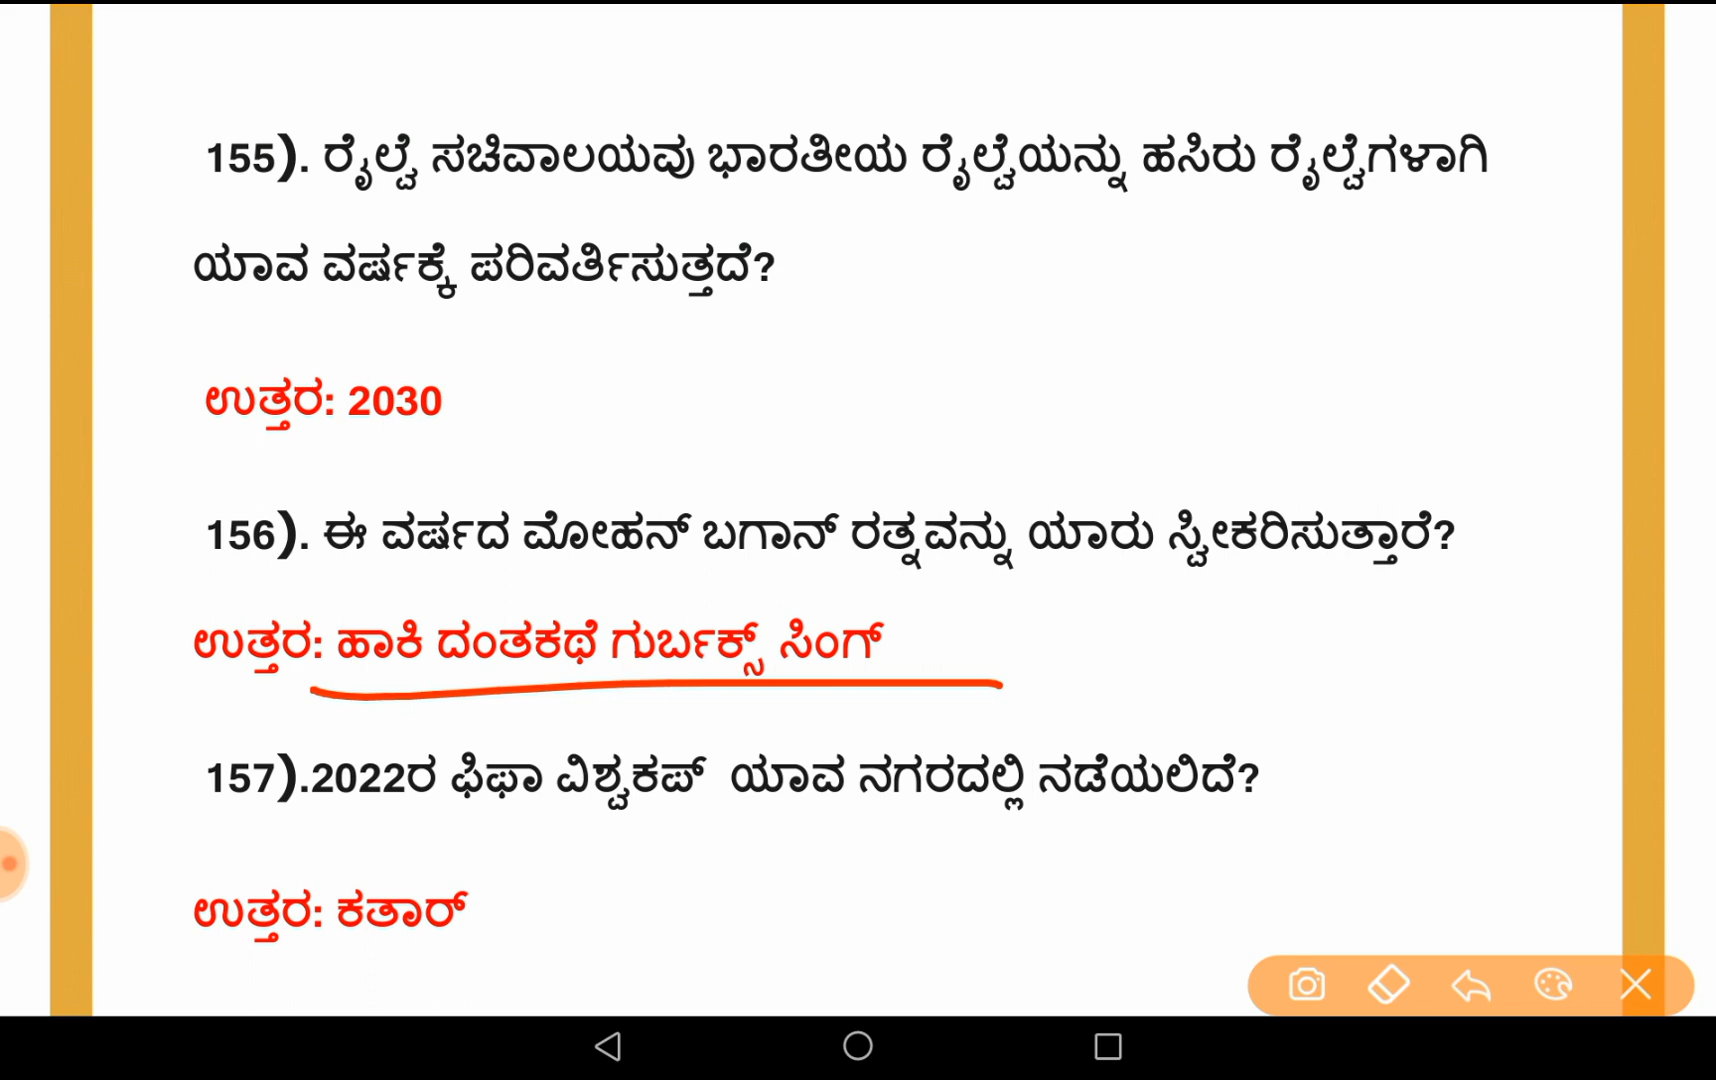 155). ರೈಲ್ವೆ ಸಚಿವಾಲಯವು ಭಾರತೀಯ ರೈಲ್ವೆಯನ್ನು ಹಸಿರು ರೈಲ್ವೆಗಳಾಗಿ
ಯಾವ ವರ್ಷಕ್ಕೆ ಪರಿವರ್ತಿಸುತ್ತದೆ?
ಉತ್ತರ: 2030
156). ಈ ವರ್ಷದ ಮೋಹನ್ ಬಗಾನ್ ರತ್ನವನ್ನು ಯಾರು ಸ್ವೀಕರಿಸುತ್ತಾರೆ?
ಉತ್ತರ: ಹಾಕಿ ದಂತಕಥೆ ಗುರ್ಬಕ್ಸ್ ಸಿಂಗ್
157).2022ರ ಫಿಫಾ ವಿಶ್ವಕಪ್ ಯಾವ ನಗರದಲ್ಲಿ ನಡೆಯಲಿದೆ?
ಉತ್ತರ: ಕತಾರ್